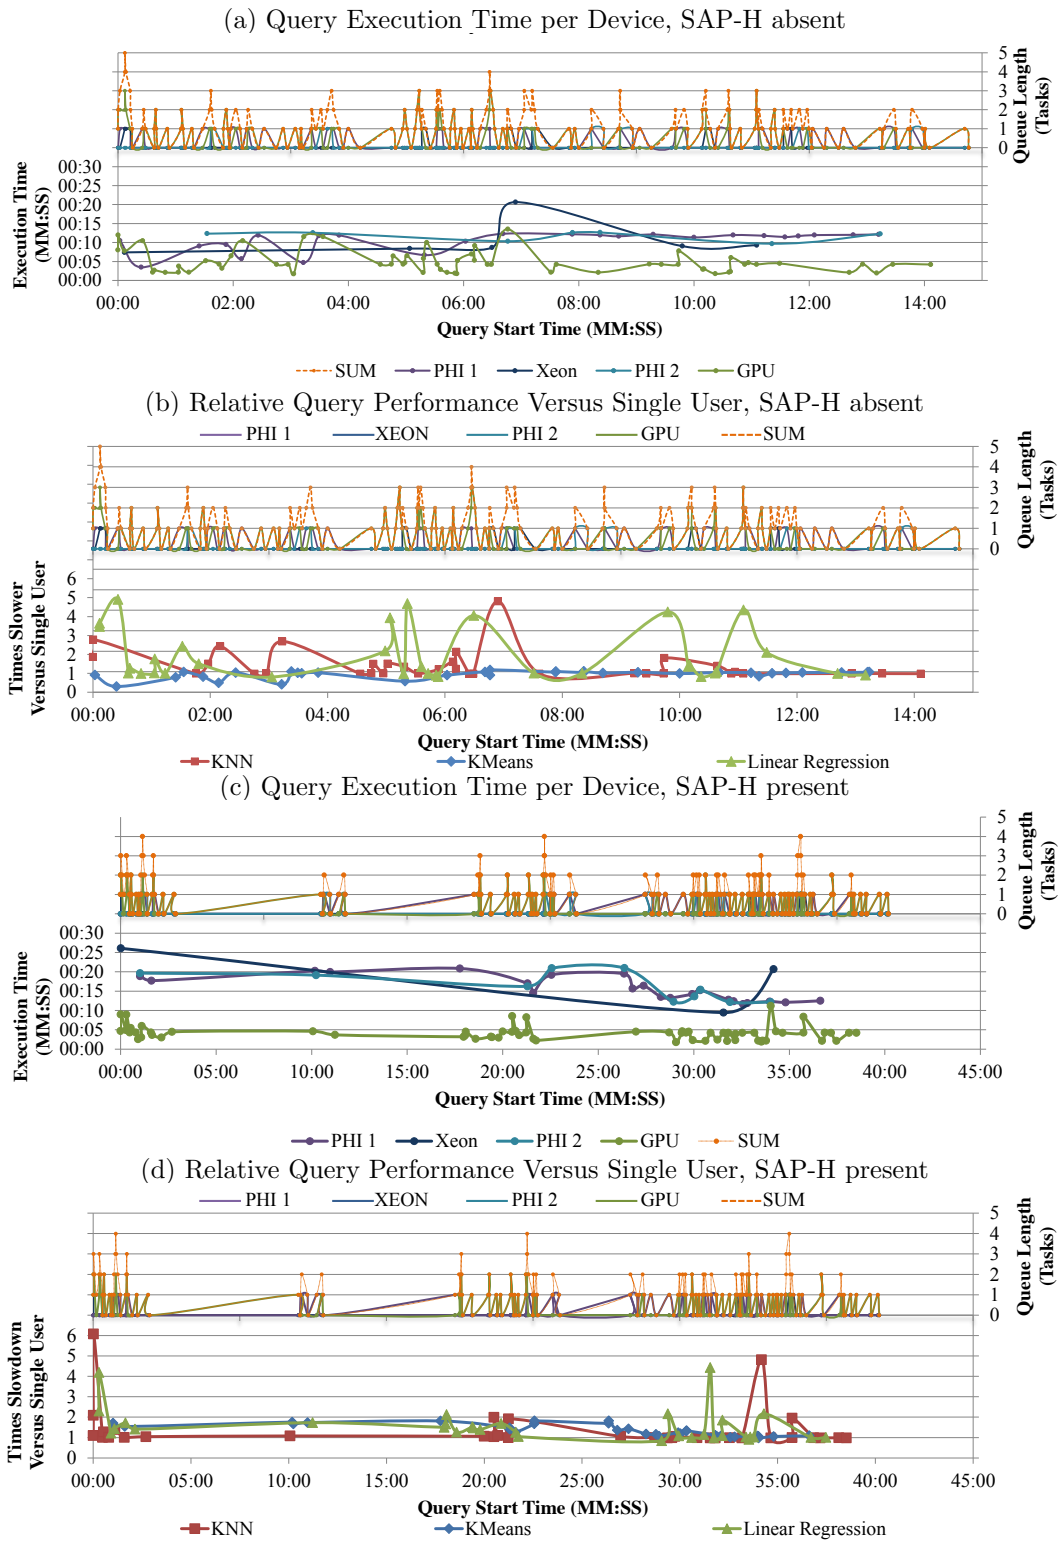 (a) Query Execution Time per Device, SAP-H absent
5
4
3
2
1
0
Queue Length
(Tasks)
00:30
00:25
00:20
00:15
00:10
00:05
00:00
Execution Time
(MM:SS)
00:00 02:00 04:00 06:00 08:00 10:00 12:00 14:00
Query Start Time (MM:SS)
SUM PHI 1 Xeon PHI 2 GPU
(b) Relative Query Performance Versus Single User, SAP-H absent
PHI 1 XEON PHI 2 GPU SUM
5
4
3
2
1
0
Queue Length
(Tasks)
6
5
4
3
2
1
0
Times Slower
Versus Single User
00:00 02:00 04:00 06:00 08:00 10:00 12:00 14:00
Query Start Time (MM:SS)
KNN KMeans Linear Regression
(c) Query Execution Time per Device, SAP-H present
5
4
3
2
1
0
Queue Length
(Tasks)
00:30
00:25
00:20
00:15
00:10
00:05
00:00
Execution Time
(MM:SS)
00:00 05:00 10:00 15:00 20:00 25:00 30:00 35:00 40:00 45:00
Query Start Time (MM:SS)
PHI 1 Xeon PHI 2 GPU SUM
(d) Relative Query Performance Versus Single User, SAP-H present
PHI 1 XEON PHI 2 GPU SUM
5
4
3
2
1
0
Queue Length
(Tasks)
6
5
4
3
2
1
0
Times Slowdown
Versus Single User
00:00 05:00 10:00 15:00 20:00 25:00 30:00 35:00 40:00 45:00
Query Start Time (MM:SS)
KNN KMeans Linear Regression